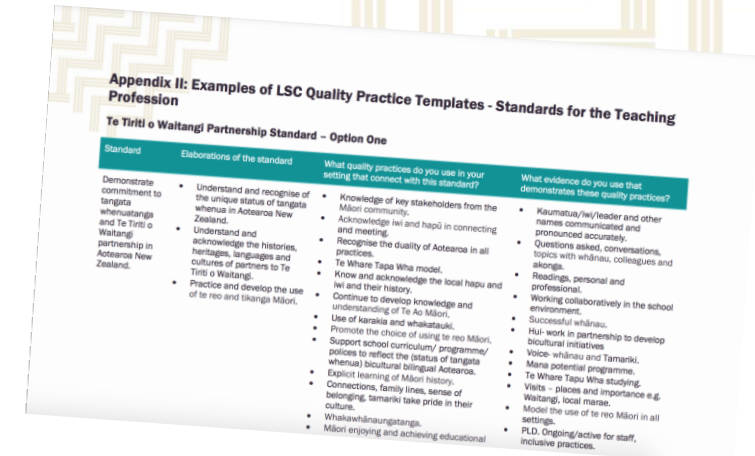 Appendix II: Examples of LSC Quality Practice Templates - Standards for the Teaching
Profession
Te Tiriti o Waitangi Partnership Standard – Option One
Standard
Elaborations of the standard
What quality practices do you use in your
setting that connect with this standard?
What evidence do you use that
demonstrates these quality practices?
Demonstrate
commitment to
tangata
whenuatanga
and Te Tiriti o
Waitangi
partnership in
Aotearoa New
Zealand.
• Understand and recognise of
the unique status of tangata
whenua in Aotearoa New
Zealand.
• Understand and
acknowledge the histories,
heritages, languages and
cultures of partners to Te
Tiriti o Waitangi.
• Practice and develop the use
of te reo and tikanga Māori.
• Knowledge of key stakeholders from the
Māori community.
• Acknowledge iwi and hapū in connecting
and meeting.
• Recognise the duality of Aotearoa in all
practices.
• Te Whare Tapa Wha model.
• Know and acknowledge the local hapu and
iwi and their history.
• Continue to develop knowledge and
understanding of Te Ao Māori.
• Use of karakia and whakatauki.
• Promote the choice of using te reo Māori.
• Support school curriculum/ programme/
polices to reflect the (status of tangata
whenua) bicultural bilingual Aotearoa.
• Explicit learning of Māori history.
• Connections, family lines, sense of
belonging, tamariki take pride in their
culture.
• Whakawhānaungatanga.
• Māori enjoying and achieving educational
• Kaumatua/iwi/leader and other
names communicated and
pronounced accurately.
• Questions asked, conversations,
topics with whānau, colleagues and
akonga.
• Readings, personal and
professional.
• Working collaboratively in the school
environment.
• Successful whānau.
• Hui- work in partnership to develop
bicultural initiatives
• Voice- whānau and Tamariki.
• Mana potential programme.
• Te Whare Tapu Wha studying.
• Visits – places and importance e.g.
Waitangi, local marae.
• Model the use of te reo Māori in all
settings.
• PLD. Ongoing/active for staff,
inclusive practices.